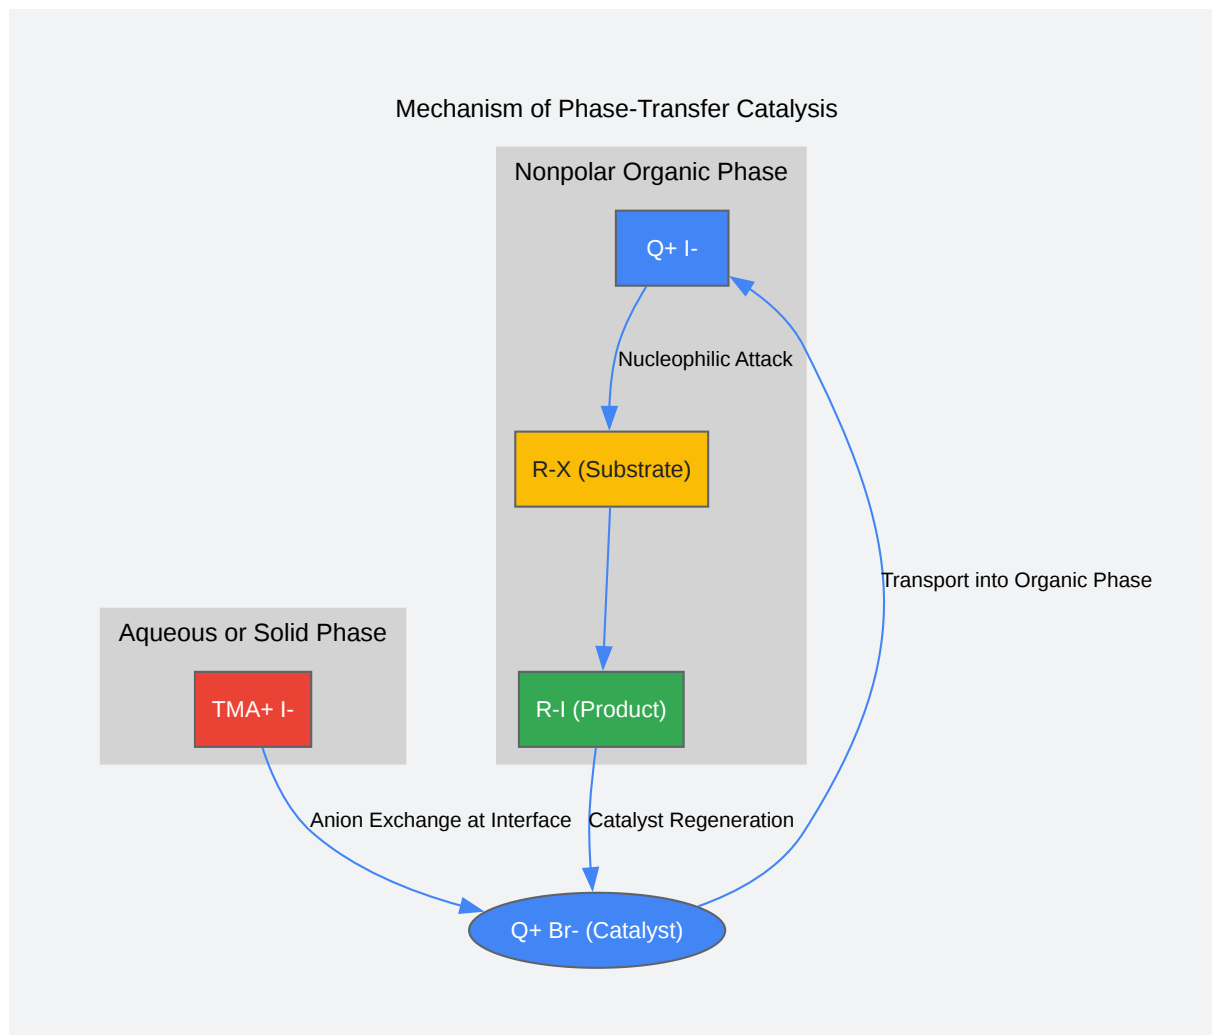 Mechanism of Phase-Transfer Catalysis
Nonpolar Organic Phase
Q+ I-
Nucleophilic Attack
R-X (Substrate)
Transport into Organic Phase
Aqueous or Solid Phase
TMA+ I-
R-I (Product)
Anion Exchange at Interface
Catalyst Regeneration
Q+ Br- (Catalyst)